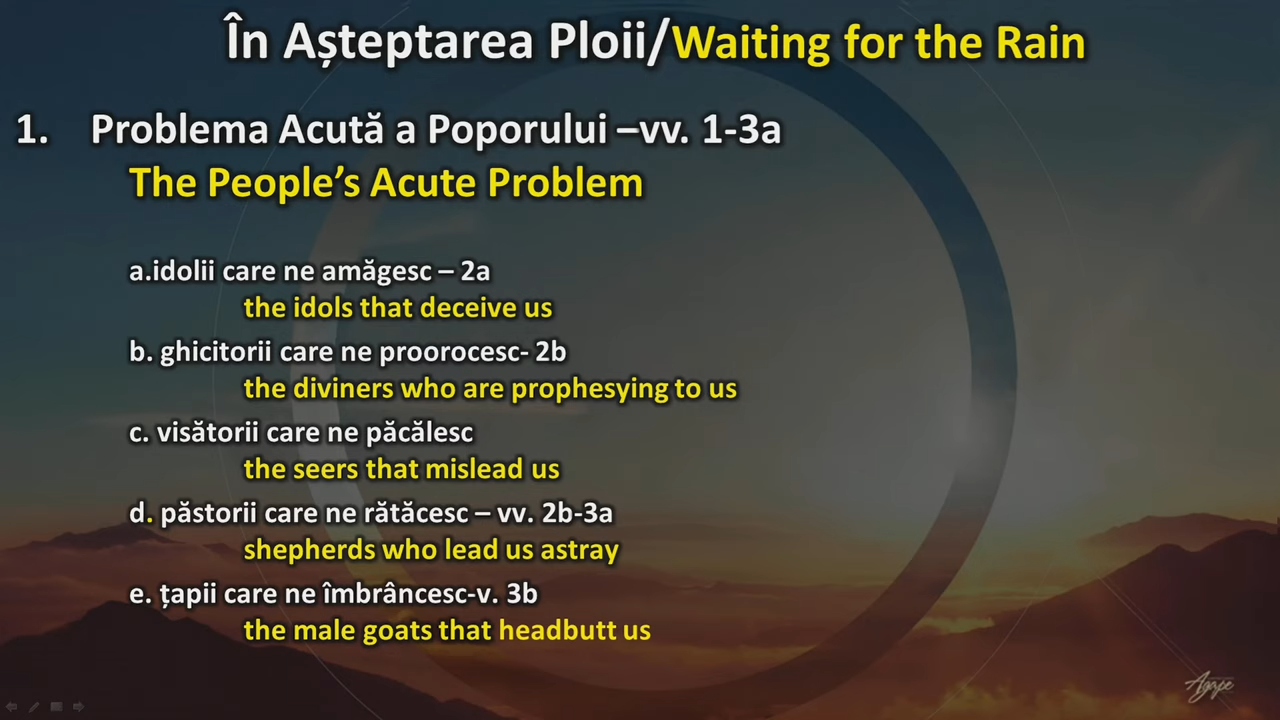 În Așteptarea Ploii/Waiting for the Rain
1. Problema Acută a Poporului –vv. 1-3a
The People’s Acute Problem
a.idolii care ne amăgesc – 2a
the idols that deceive us
b. ghicitorii care ne proorocesc- 2b
the diviners who are prophesying to us
c. visătorii care ne păcălesc
the seers that mislead us
d. păstorii care ne rătăcesc – vv. 2b-3a
shepherds who lead us astray
e. țapii care ne îmbrâncesc-v. 3b
the male goats that headbutt us
Agape